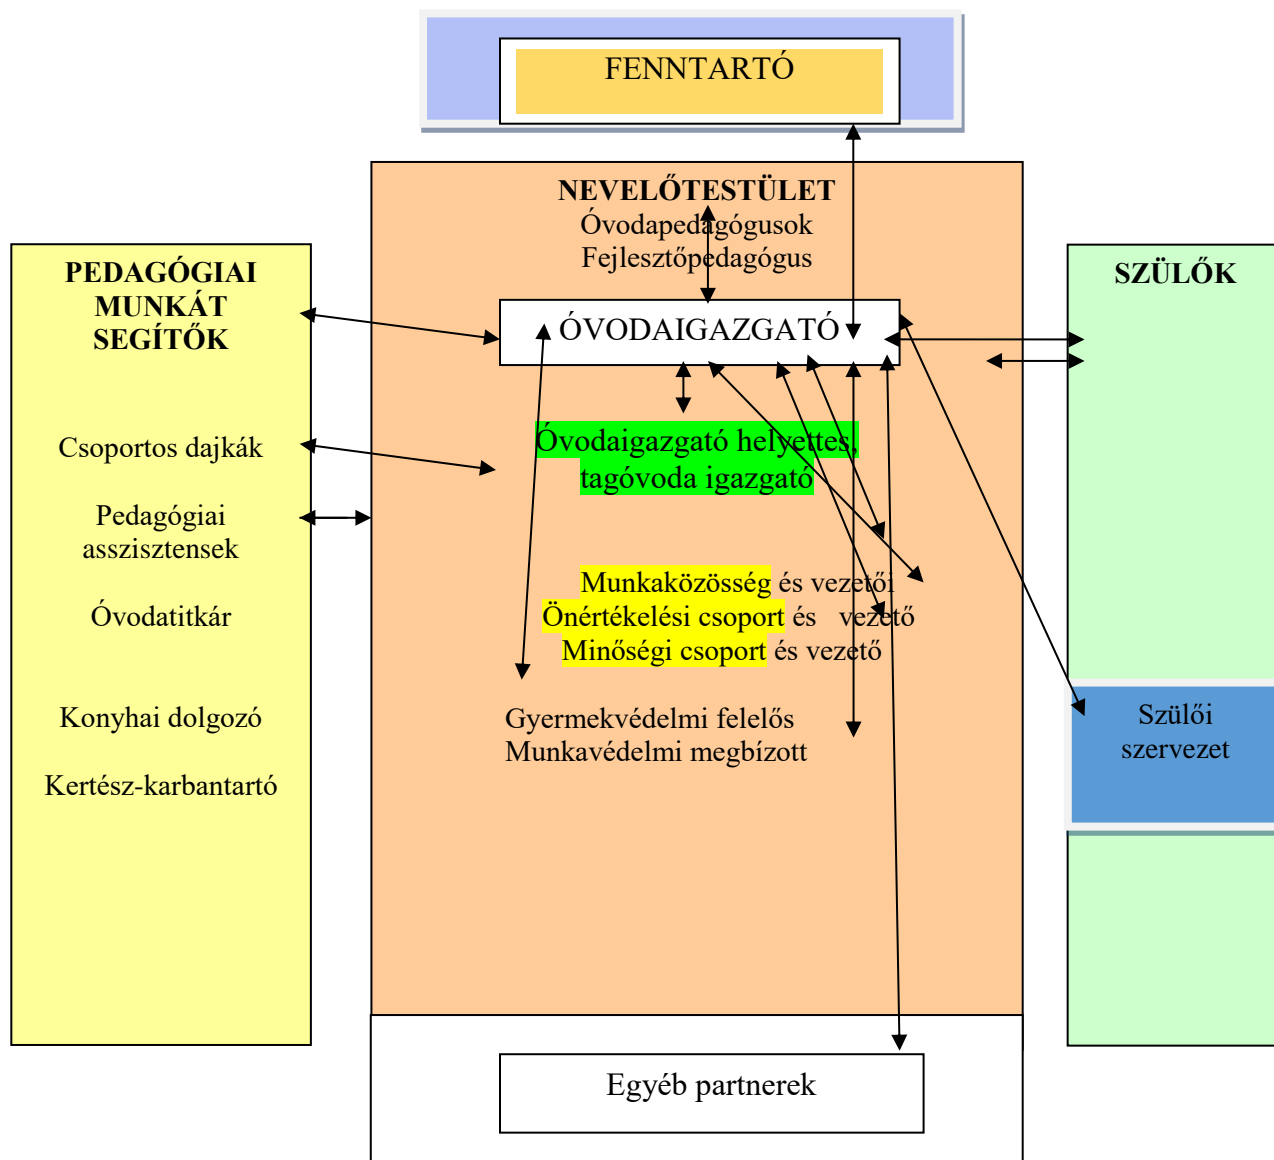 FENNTARTÓ
NEVELŐTESTÜLET
Óvodapedagógusok
Fejlesztőpedagógus
PEDAGÓGIAI
MUNKÁT
SEGÍTŐK
Csoportos dajkák
Pedagógiai
asszisztensek
Óvodatitkár
Konyhai dolgozó
Kertész-karbantartó
ÓVODAIGAZGATÓ
Óvodaigazgató helyettes,
tagóvoda igazgató
Munkaközösség és vezetői
Önértékelési csoport és vezető
Minőségi csoport és vezető
Gyermekvédelmi felelős
Munkavédelmi megbízott
SZÜLŐK
Szülői
szervezet
Egyéb partnerek